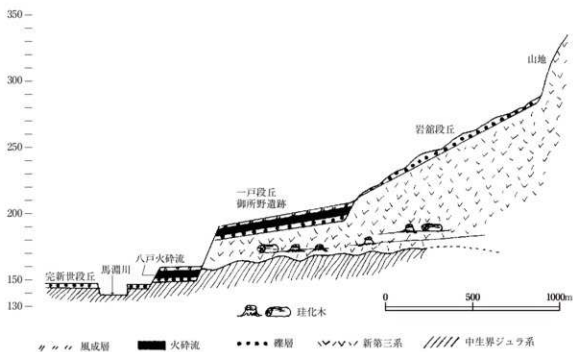 350
300
250
200
150
130
山地
岩舘段丘
一戸段丘
御所野遺跡
八戸火砕流
完新世段丘
馬淵川
珪化木
0 500 1000m
風成層 火砕流 礫層 新第三系 中生界ジュラ系